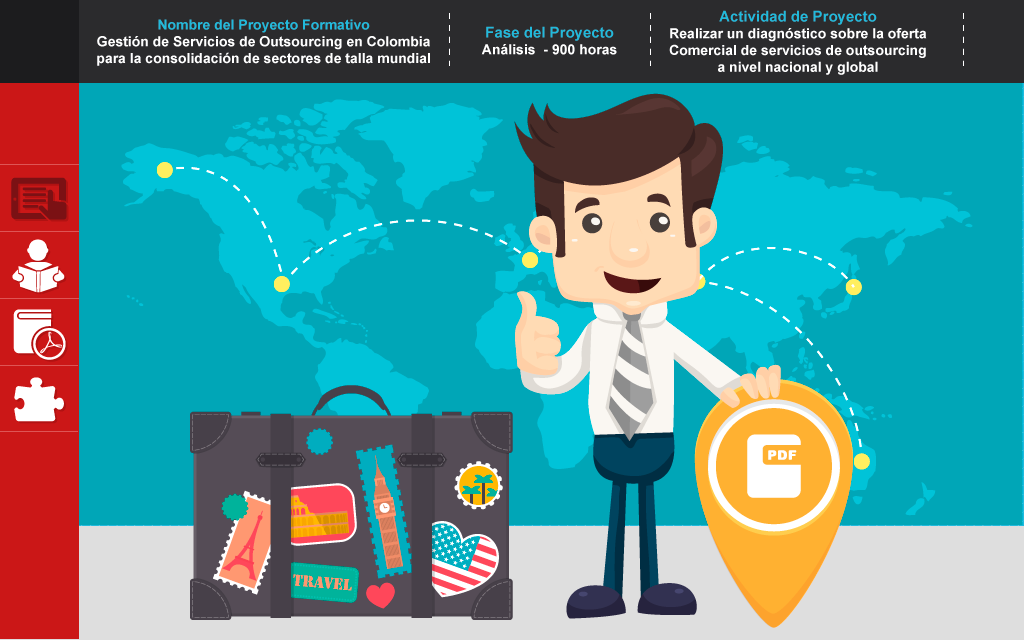 Nombre del Proyecto Formativo
Gestión de Servicios de Outsourcing en Colombia
para la consolidación de sectores de talla mundial
Fase del Proyecto
Análisis - 900 horas
Actividad de Proyecto
Realizar un diagnóstico sobre la oferta
Comercial de servicios de outsourcing
a nivel nacional y global
PDF
TRAVEL